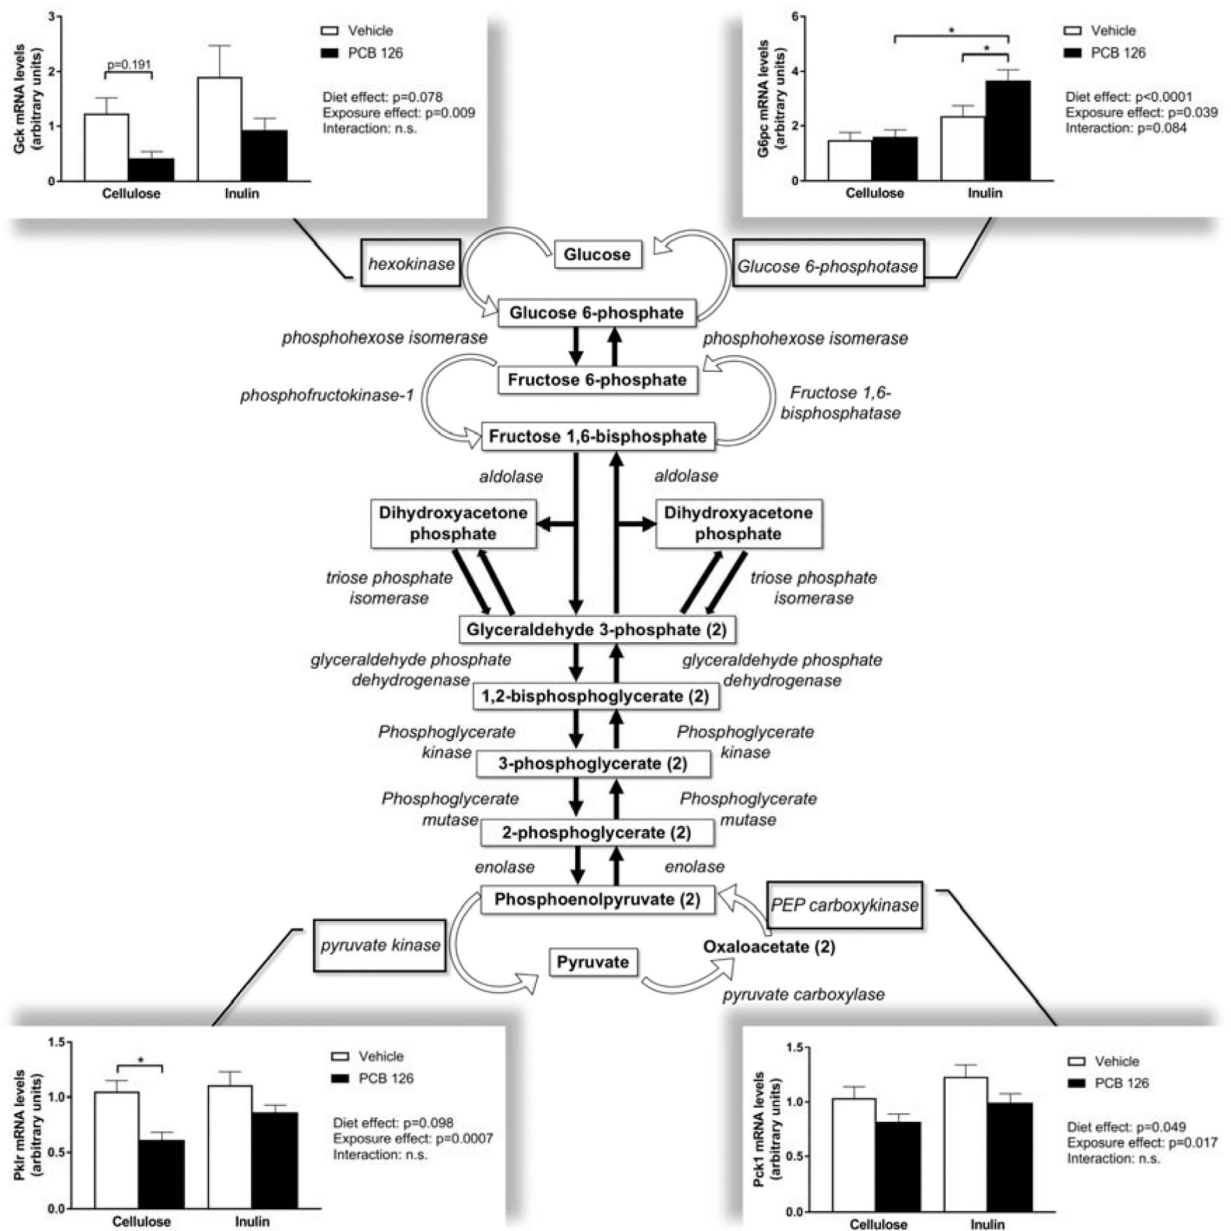 Gck mRNA levels
(arbitrary units)
3
2
1
0
p=0.191
Cellulose
Inulin
Vehicle
PCB 126
Diet effect: p=0.078
Exposure effect: p=0.009
Interaction: n.s.
G6pc mRNA levels
(arbitrary units)
6
4
2
0
*
*
Cellulose
Inulin
Vehicle
PCB 126
Diet effect: p<0.0001
Exposure effect: p=0.039
Interaction: p=0.084
hexokinase
Glucose
Glucose 6-phosphotase
Glucose 6-phosphate
phosphohexose isomerase
phosphohexose isomerase
Fructose 6-phosphate
phosphofructokinase-1
Fructose 1,6-
bisphosphatase
Fructose 1,6-bisphosphate
aldolase
aldolase
Dihydroxyacetone
phosphate
Dihydroxyacetone
phosphate
triose phosphate
isomerase
triose phosphate
isomerase
Glyceraldehyde 3-phosphate (2)
glyceraldehyde phosphate
dehydrogenase
glyceraldehyde phosphate
dehydrogenase
1,2-bisphosphoglycerate (2)
Phosphoglycerate
kinase
Phosphoglycerate
kinase
3-phosphoglycerate (2)
Phosphoglycerate
mutase
Phosphoglycerate
mutase
2-phosphoglycerate (2)
enolase
enolase
Phosphoenolpyruvate (2)
PEP carboxykinase
pyruvate kinase
Pyruvate
Oxaloacetate (2)
pyruvate carboxylase
Pklr mRNA levels
(arbitrary units)
1.5
1.0
0.5
0.0
*
Cellulose
Inulin
Vehicle
PCB 126
Diet effect: p=0.098
Exposure effect: p=0.0007
Interaction: n.s.
Pck1 mRNA levels
(arbitrary units)
1.5
1.0
0.5
0.0
Cellulose
Inulin
Vehicle
PCB 126
Diet effect: p=0.049
Exposure effect: p=0.017
Interaction: n.s.